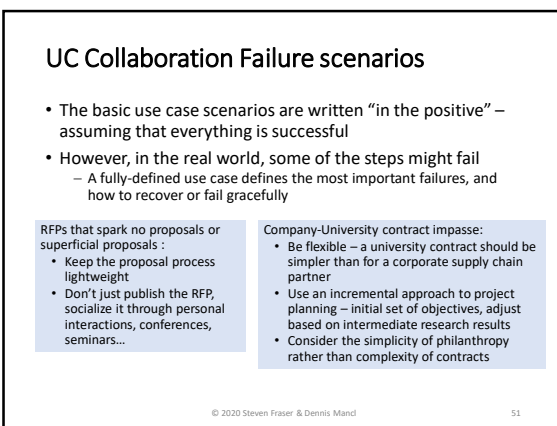 UC Collaboration Failure scenarios
• The basic use case scenarios are written “in the positive” –
assuming that everything is successful
• However, in the real world, some of the steps might fail
– A fully-defined use case defines the most important failures, and
how to recover or fail gracefully
RFPs that spark no proposals or
superficial proposals :
• Keep the proposal process
lightweight
• Don’t just publish the RFP,
socialize it through personal
interactions, conferences,
seminars…
Company-University contract impasse:
• Be flexible – a university contract should be
simpler than for a corporate supply chain
partner
• Use an incremental approach to project
planning – initial set of objectives, adjust
based on intermediate research results
• Consider the simplicity of philanthropy
rather than complexity of contracts
© 2020 Steven Fraser & Dennis Mancl
51